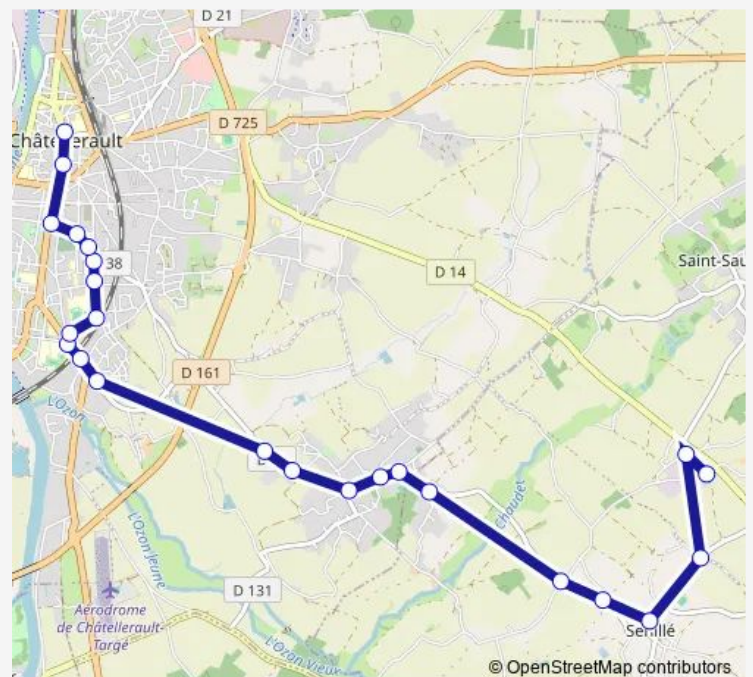 D 21
D 725
Châtellerault
38
D 14
Saint-Sau
D 161
L'Ozon
L'Ozon Jeune
Chaudet
D 131
Aérodrome
de Châtellerault-
Targé
L'Ozon Vieux
Senillé
© OpenStreetMap contributors